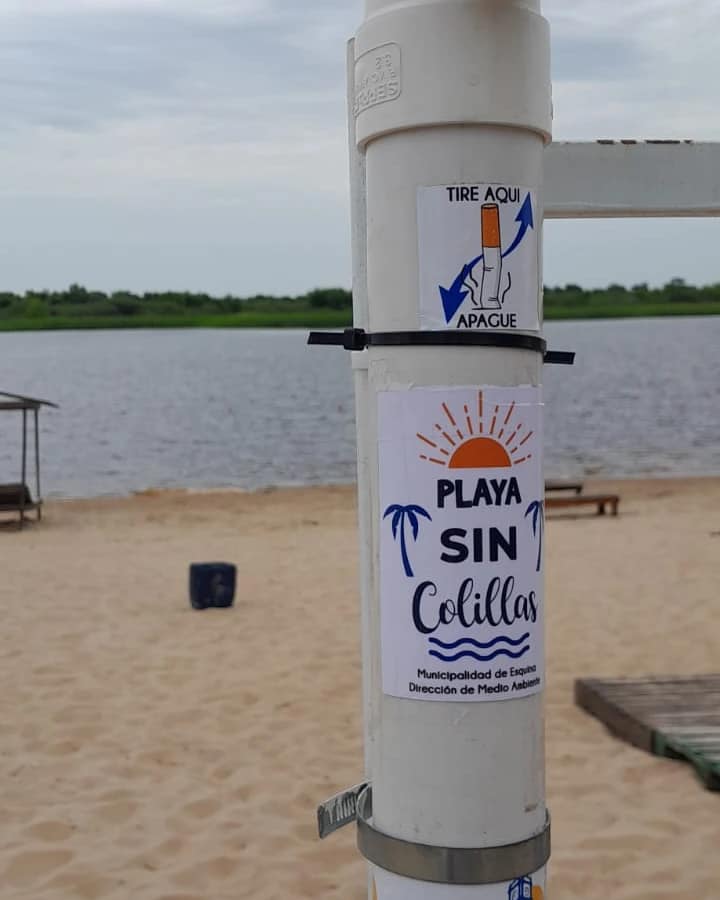 TIRE AQUI
APAGUE
PLAYA
SIN
Colillas
Municipalidad de Esquina
Dirección de Medio Ambiente